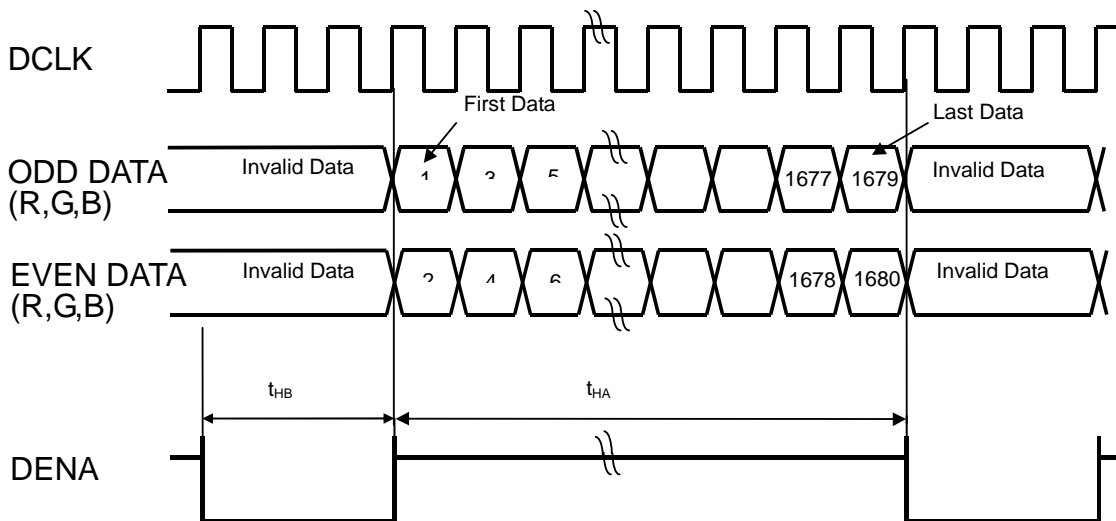 DCLK
First Data
Last Data
ODD DATA
(R,G,B)
Invalid Data
1 3 5 1677 1679
Invalid Data
EVEN DATA
(R,G,B)
Invalid Data
2 4 6 1678 1680
Invalid Data
tHB
tHA
DENA